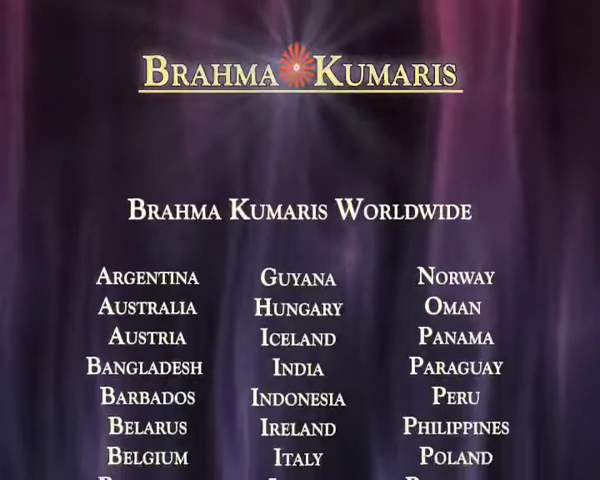 BRAHMA KUMARIS
BRAHMA KUMARIS WORLDWIDE
ARGENTINA GUYANA NORWAY
AUSTRALIA HUNGARY OMAN
AUSTRIA ICELAND PANAMA
BANGLADESH INDIA PARAGUAY
BARBADOS INDONESIA PERU
BELARUS IRELAND PHILIPPINES
BELGIUM ITALY POLAND